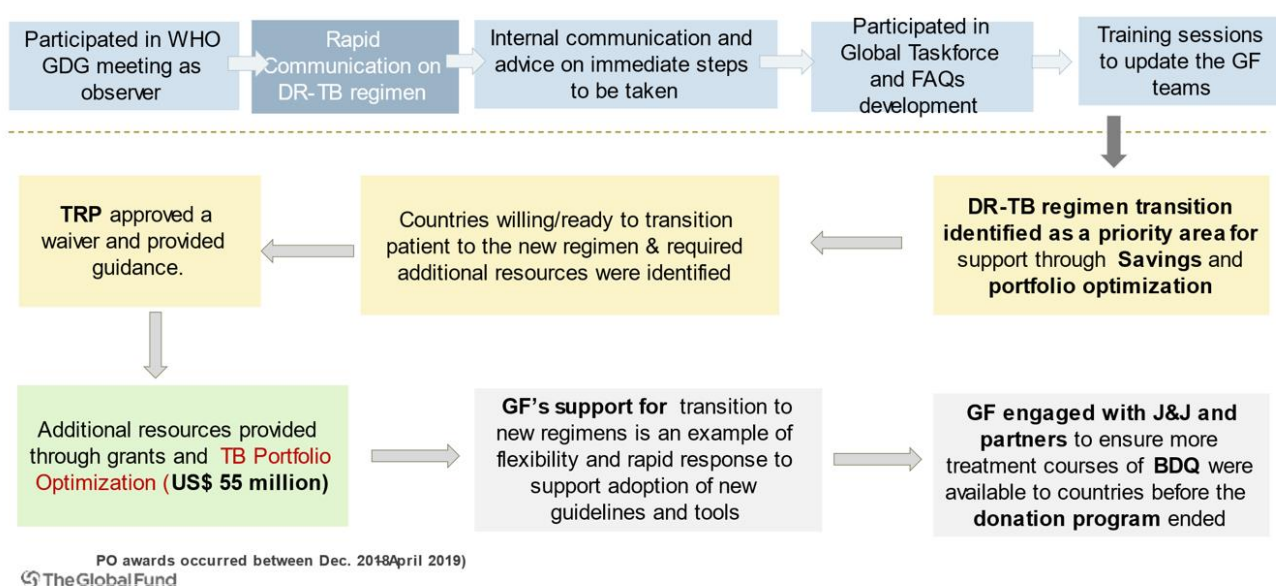 Participated in WHO
GDG meeting as
observer
Rapid
Communication on
DR-TB regimen
Internal communication and
advice on immediate steps
to be taken
Participated in
Global Taskforce
and FAQs
development
Training sessions
to update the GF
teams
DR-TB regimen transition
identified as a priority area for
support through Savings and
portfolio optimization
Countries willing/ready to transition
patient to the new regimen & required
additional resources were identified
TRP approved a
waiver and provided
guidance.
Additional resources provided
through grants and TB Portfolio
Optimization (US$ 55 million)
GF's support for transition to
new regimens is an example of
flexibility and rapid response to
support adoption of new
guidelines and tools
GF engaged with J&J and
partners to ensure more
treatment courses of BDQ were
available to countries before the
donation program ended
PO awards occurred between Dec. 2018-April 2019)
TheGlobalFund